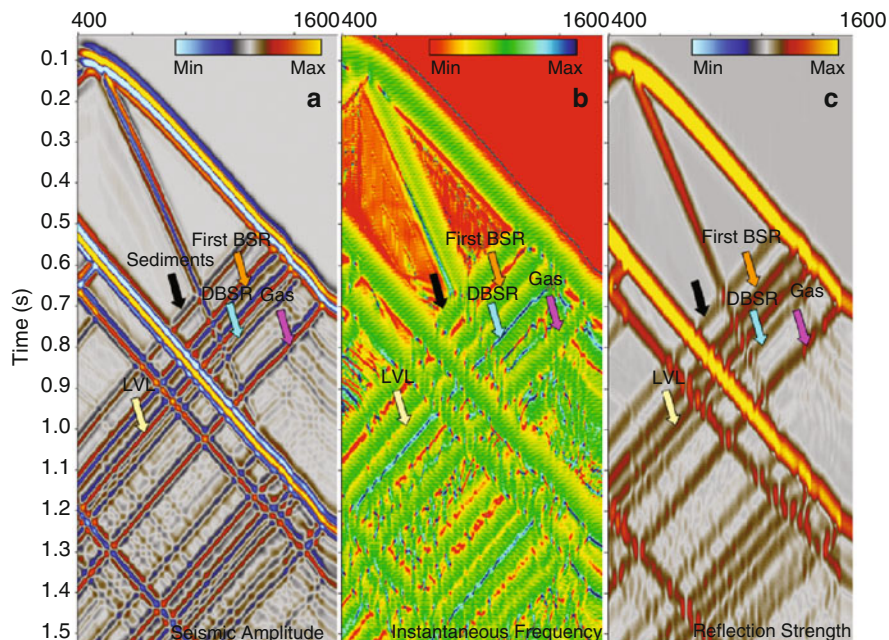 400 1600 400 1600 400 1600
Min Max
Min Max
Min Max
a
b
c
Time (s)
0.1
0.2
0.3
0.4
0.5
0.6
0.7
0.8
0.9
1.0
1.1
1.2
1.3
1.4
1.5
First BSR
Sediments
DBSR
Gas
LVL
Seismic Amplitude
First BSR
DBSR
Gas
LVL
Instantaneous Frequency
First BSR
DBSR
Gas
LVL
Reflection Strength